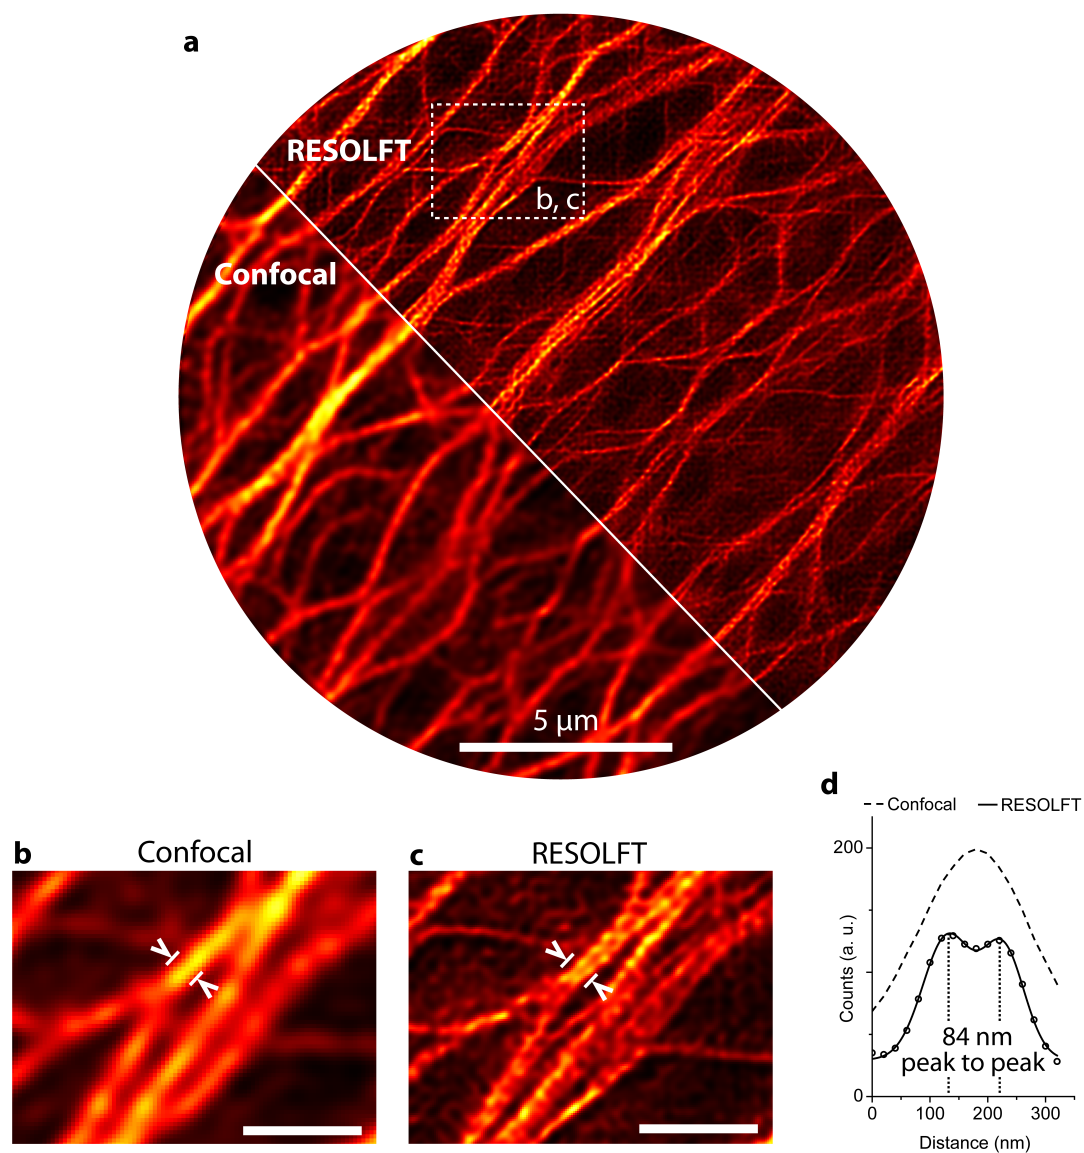 a
RESOLFT
b, c
Confocal
5 µm
d
Confocal RESOLFT
b Confocal
c RESOLFT
200
Counts (a. u.)
84 nm
peak to peak
0
0 100 200 300
Distance (nm)